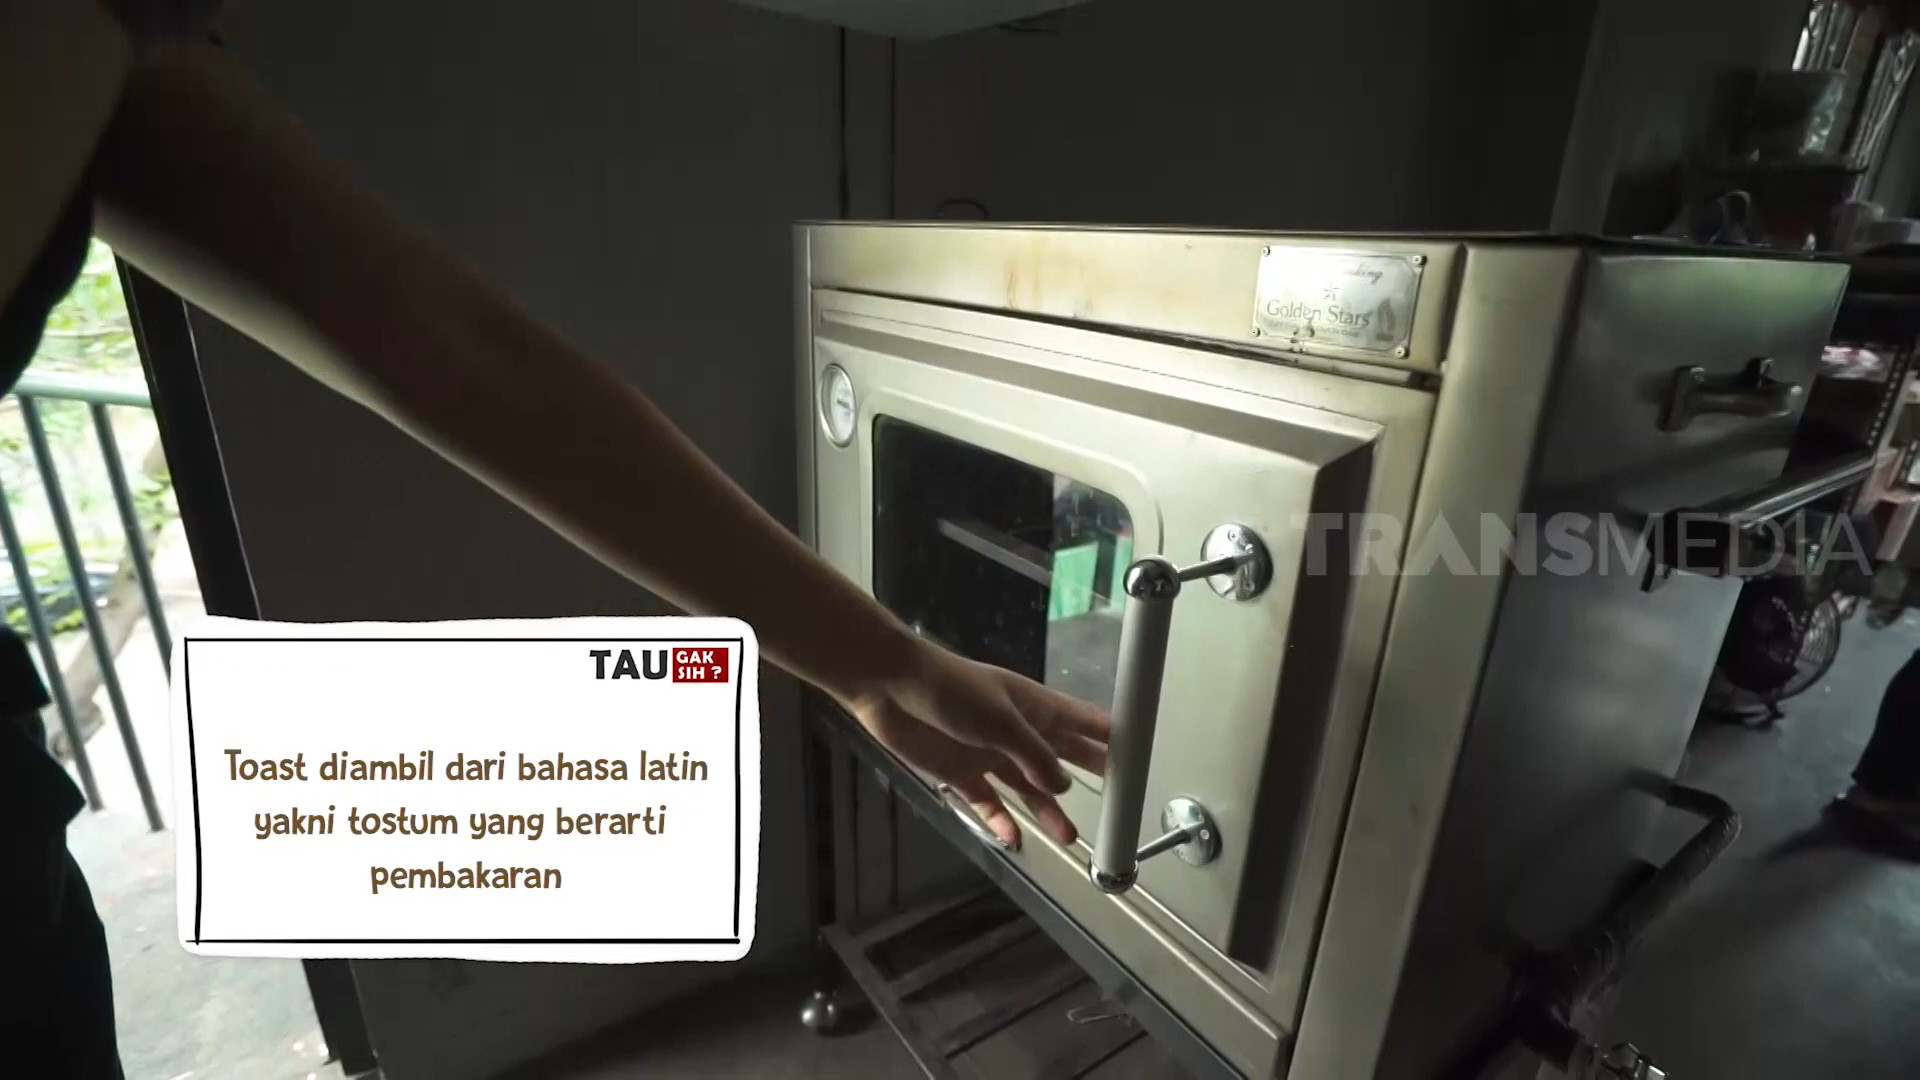 Golden Stars
TRANSMEDIA
TAU GAK SIH ?
Toast diambil dari bahasa latin
yakni tostum yang berarti
pembakaran